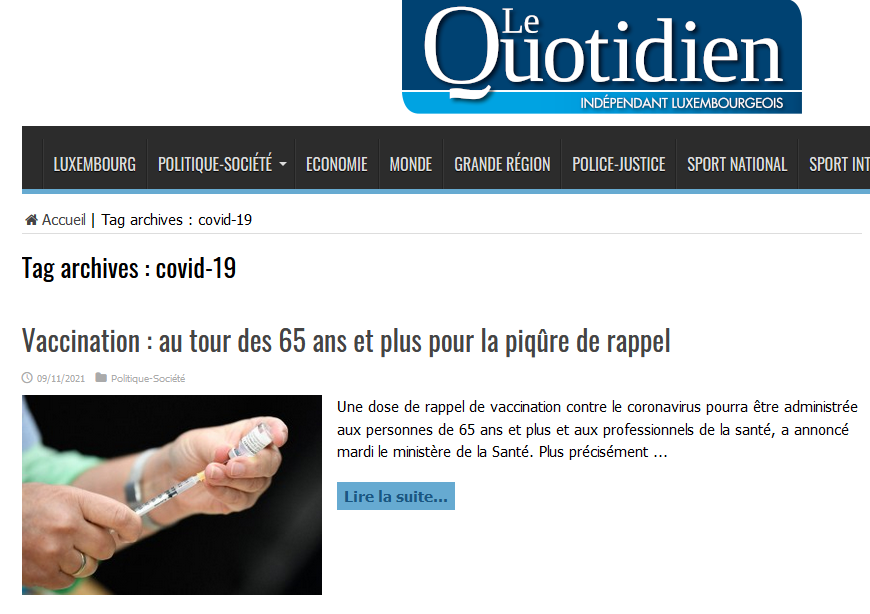 Le
Quotidien
INDÉPENDANT LUXEMBOURGEOIS
LUXEMBOURG POLITIQUE-SOCIÉTÉ ECONOMIE MONDE GRANDE RÉGION POLICE-JUSTICE SPORT NATIONAL SPORT INT
Accueil | Tag archives : covid-19
Tag archives : covid-19
Vaccination : au tour des 65 ans et plus pour la piqûre de rappel
09/11/2021 Politique-Société
Une dose de rappel de vaccination contre le coronavirus pourra être administrée
aux personnes de 65 ans et plus et aux professionnels de la santé, a annoncé
mardi le ministère de la Santé. Plus précisément ...
Lire la suite...